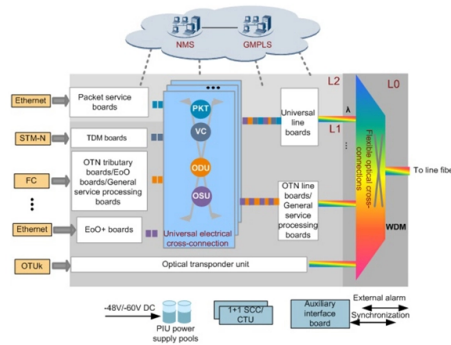 NMS
GMPLS
L2
L0
Ethernet
Packet service
boards
PKT
Universal
line
boards
λ
L1
STM-N
TDM boards
VC
FC
OTN tributary
boards/EoO
boards/General
service processing
boards
ODU
Flexible optical cross-
connections
To line fibe
OSU
OTN line
boards/
General
service
processing
boards
Ethernet
EoO+ boards
Universal electrical
cross-connection
WDM
OTUk
Optical transponder unit
-48V/-60V DC
PIU power
supply pools
1+1 SCC/
CTU
Auxiliary
interface
board
External alarm
Synchronization